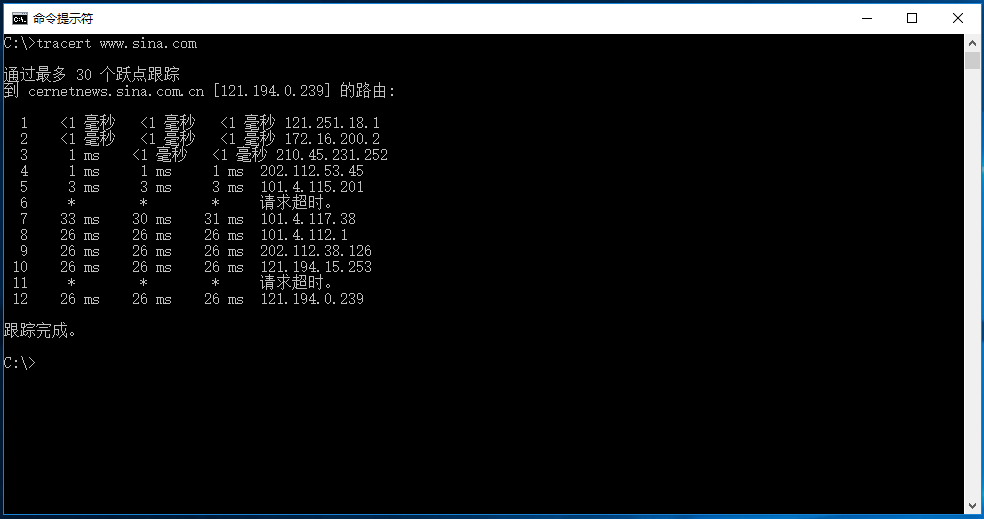 命令提示符
C:\>tracert www.sina.com
通过最多 30 个跃点跟踪
到 cernetnews.sina.com.cn [121.194.0.239] 的路由:
1 <1 毫秒 <1 毫秒 <1 毫秒 121.251.18.1
2 <1 毫秒 <1 毫秒 <1 毫秒 172.16.200.2
3 1 ms <1 毫秒 <1 毫秒 210.45.231.252
4 1 ms 1 ms 1 ms 202.112.53.45
5 3 ms 3 ms 3 ms 101.4.115.201
6 * * * 请求超时。
7 33 ms 30 ms 31 ms 101.4.117.38
8 26 ms 26 ms 26 ms 101.4.112.1
9 26 ms 26 ms 26 ms 202.112.38.126
10 26 ms 26 ms 26 ms 121.194.15.253
11 * * * 请求超时。
12 26 ms 26 ms 26 ms 121.194.0.239
跟踪完成。
C:\>